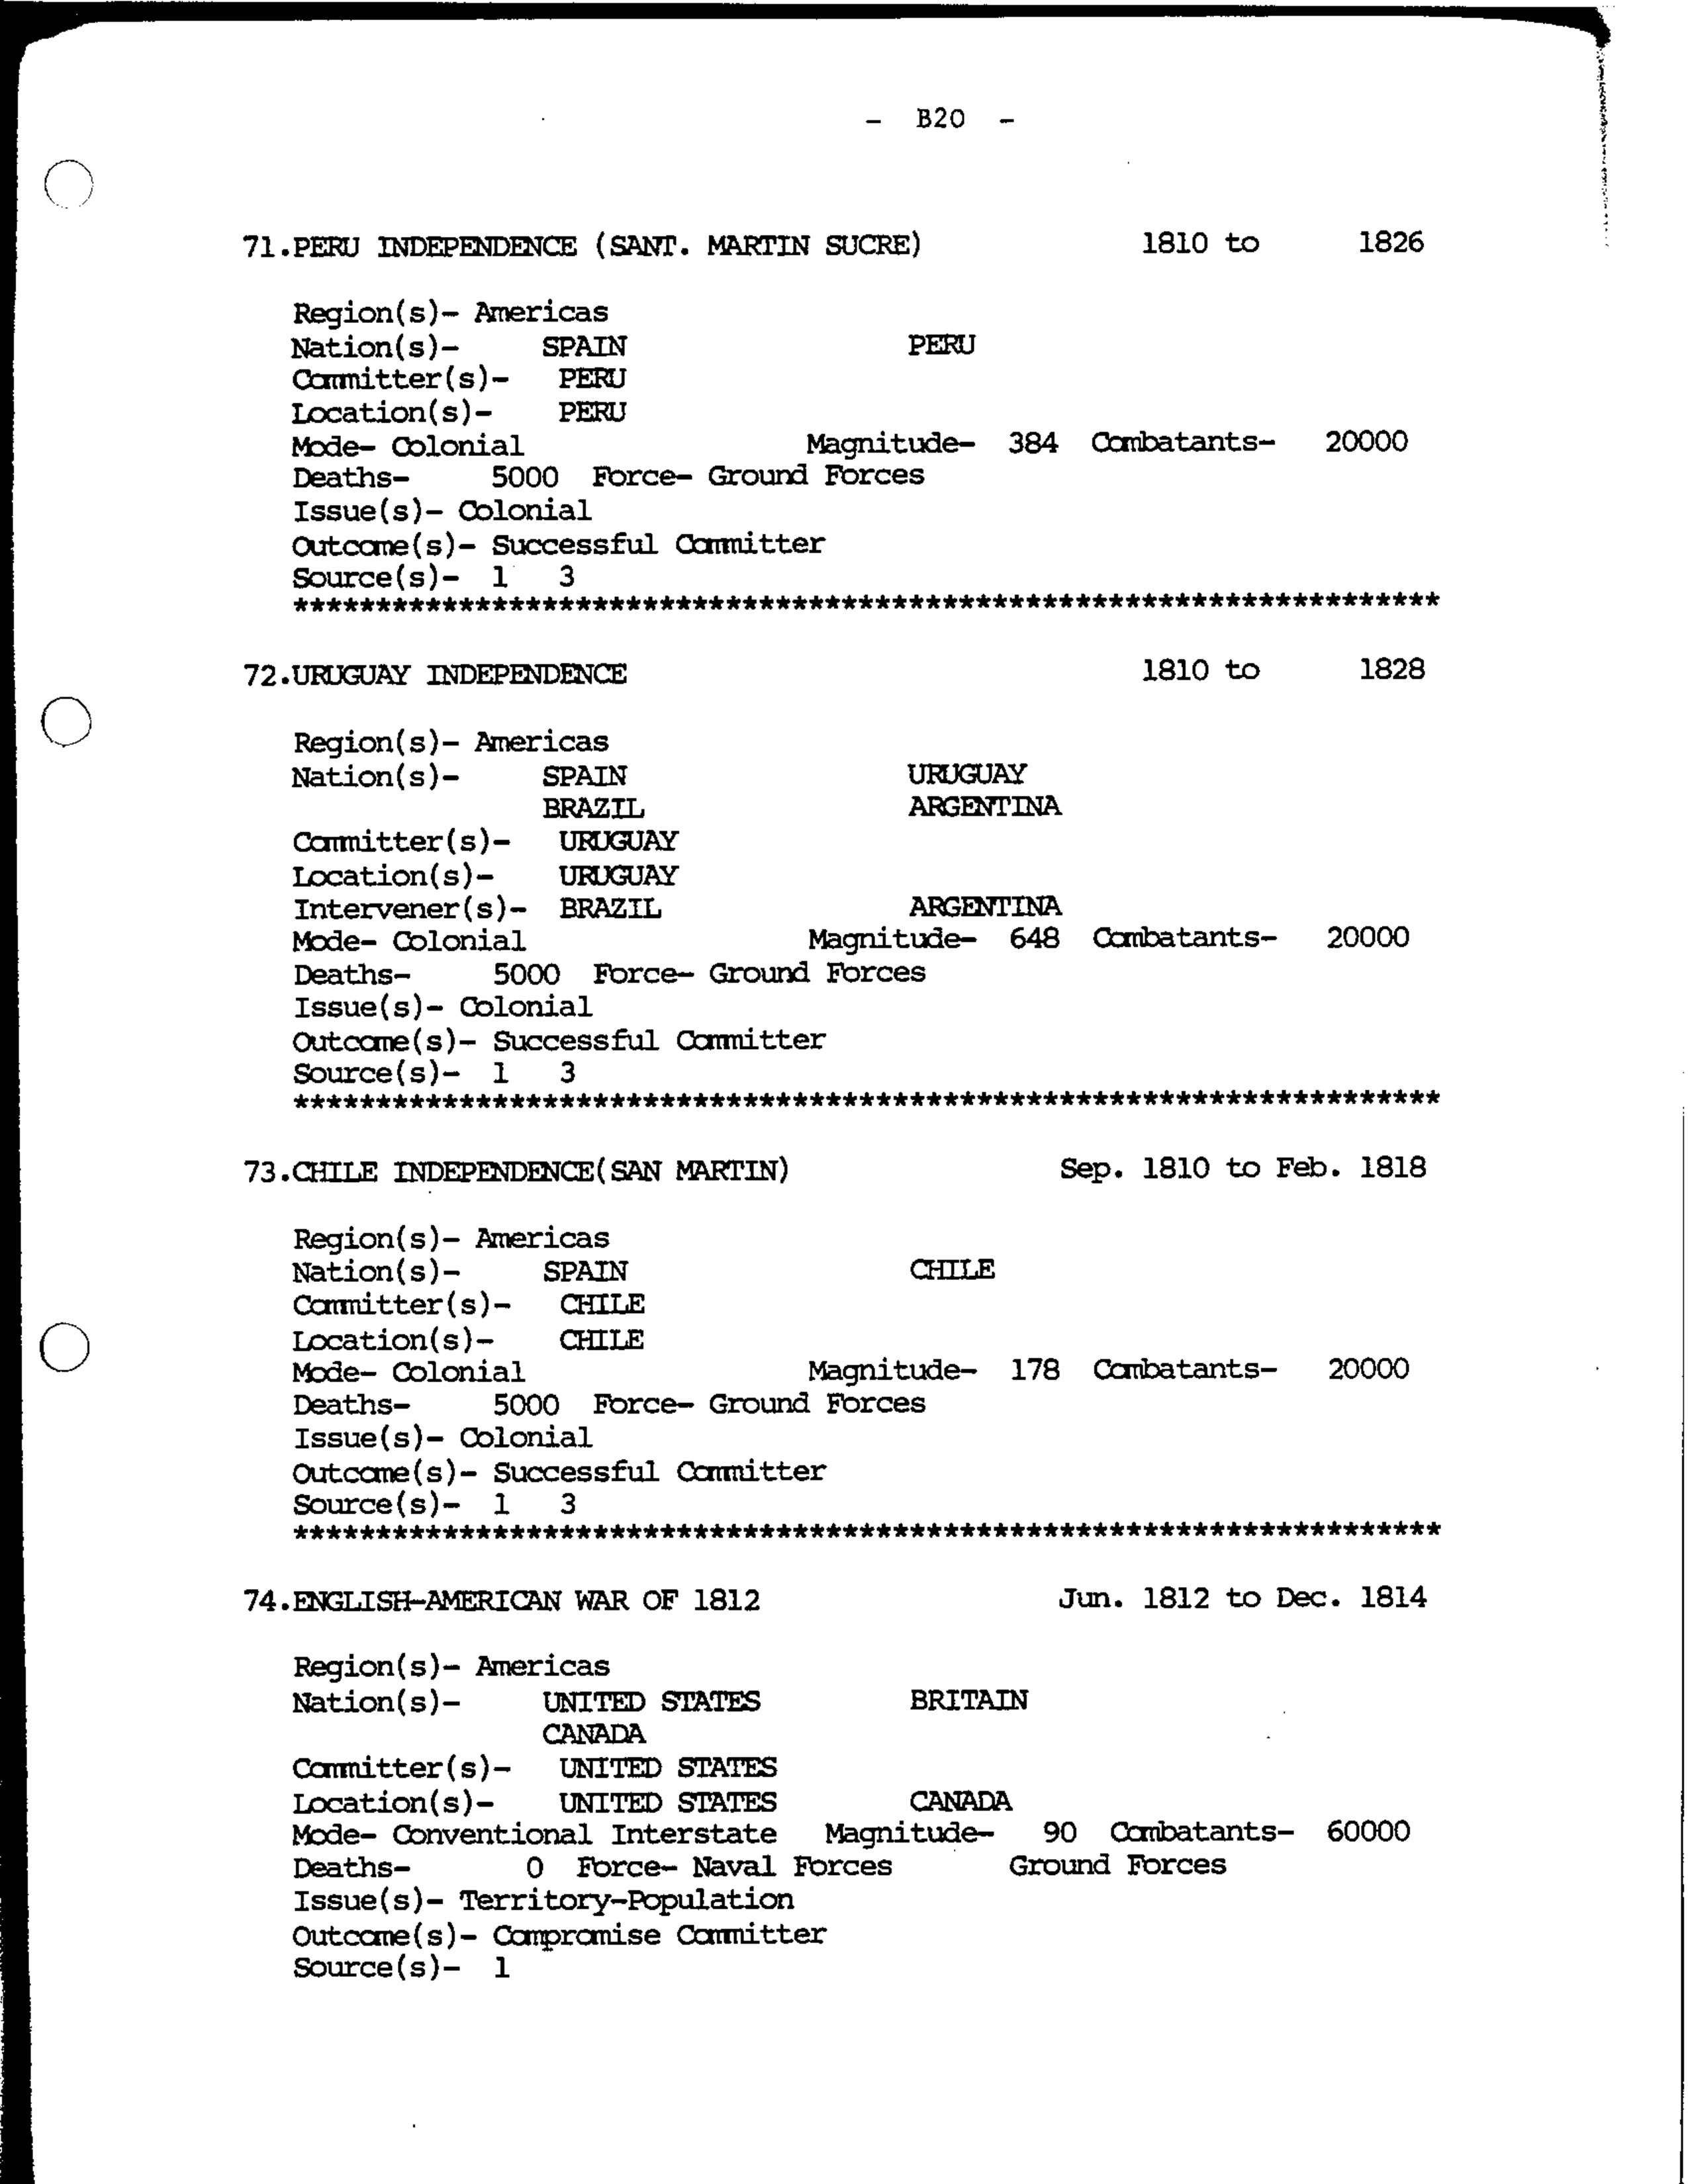 - B20 -
71.PERU INDEPENDENCE (SANT. MARTIN SUCRE) 1810 to 1826
Region(s)- Americas
Nation(s)- SPAIN PERU
Committer(s)- PERU
Location(s)- PERU
Mode- Colonial Magnitude- 384 Combatants- 20000
Deaths- 5000 Force- Ground Forces
Issue(s)- Colonial
Outcome(s)- Successful Committer
Source(s)- 1 3
*********************************************************************
72.URUGUAY INDEPENDENCE 1810 to 1828
Region(s)- Americas
Nation(s)- SPAIN URUGUAY
BRAZIL ARGENTINA
Committer(s)- URUGUAY
Location(s)- URUGUAY
Intervener(s)- BRAZIL ARGENTINA
Mode- Colonial Magnitude- 648 Combatants- 20000
Deaths- 5000 Force- Ground Forces
Issue(s)- Colonial
Outcome(s)- Successful Committer
Source(s)- 1 3
*********************************************************************
73.CHILE INDEPENDENCE(SAN MARTIN) Sep. 1810 to Feb. 1818
Region(s)- Americas
Nation(s)- SPAIN CHILE
Committer(s)- CHILE
Location(s)- CHILE
Mode- Colonial Magnitude- 178 Combatants- 20000
Deaths- 5000 Force- Ground Forces
Issue(s)- Colonial
Outcome(s)- Successful Committer
Source(s)- 1 3
*********************************************************************
74.ENGLISH-AMERICAN WAR OF 1812 Jun. 1812 to Dec. 1814
Region(s)- Americas
Nation(s)- UNITED STATES BRITAIN
CANADA
Committer(s)- UNITED STATES
Location(s)- UNITED STATES CANADA
Mode- Conventional Interstate Magnitude- 90 Combatants- 60000
Deaths- 0 Force- Naval Forces Ground Forces
Issue(s)- Territory-Population
Outcome(s)- Compromise Committer
Source(s)- 1